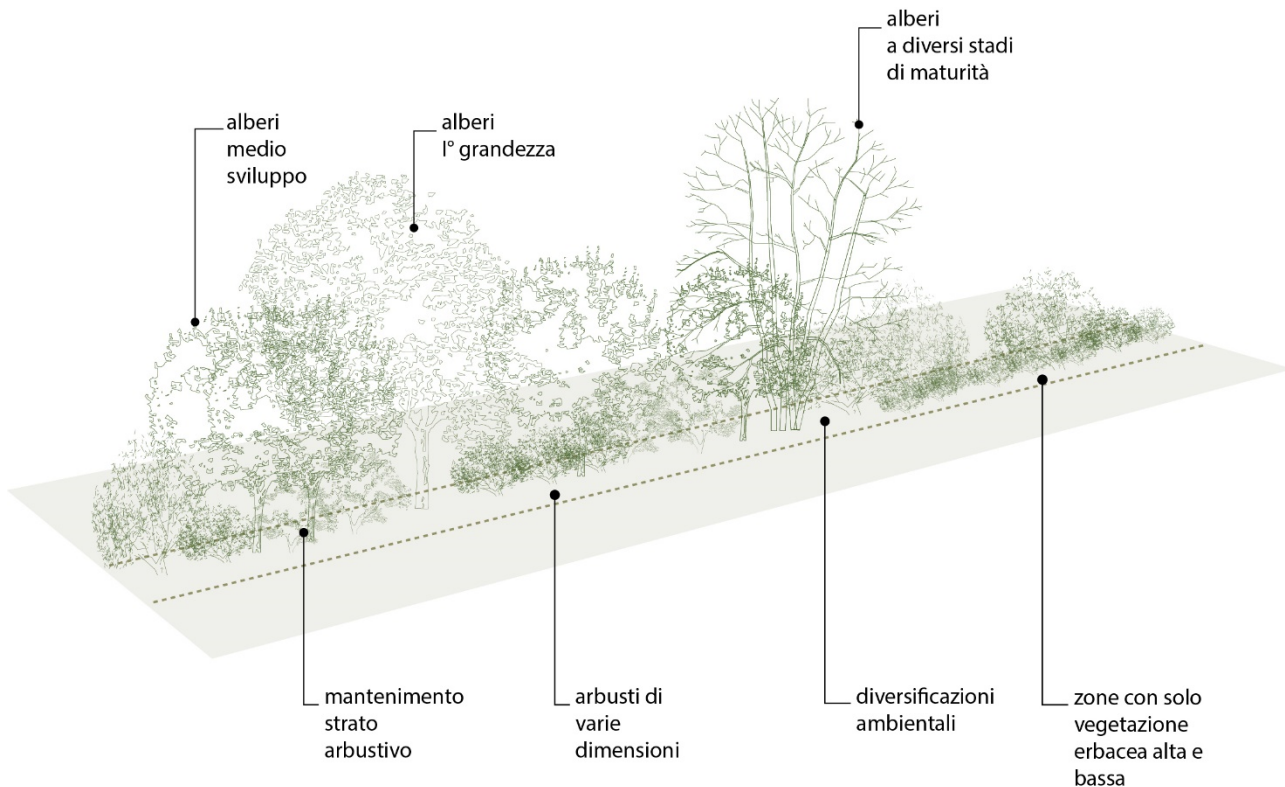 alberi
a diversi stadi
di maturità
alberi
medio
sviluppo
alberi
I° grandezza
mantenimento
strato
arbustivo
arbusti di
varie
dimensioni
diversificazioni
ambientali
zone con solo
vegetazione
erbacea alta e
bassa